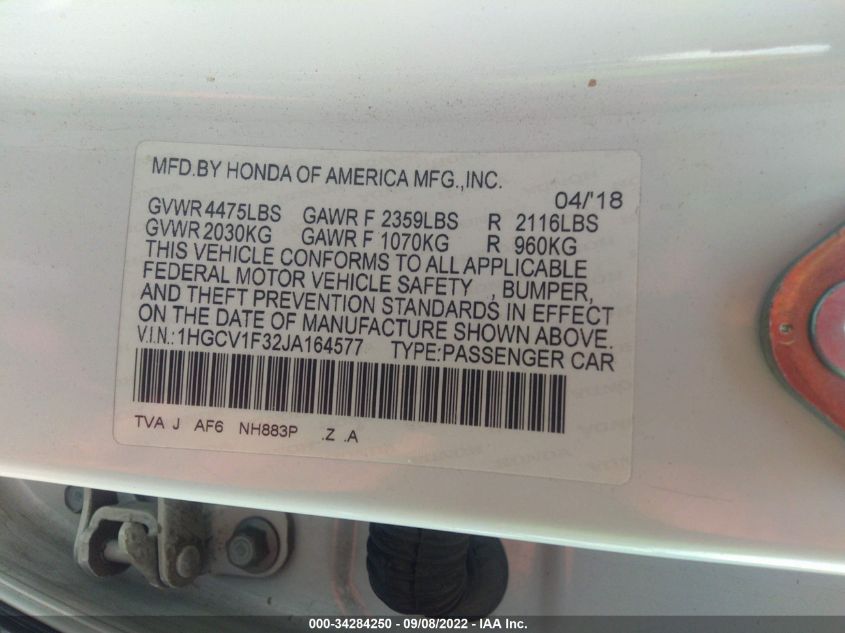 MFD.BY HONDA OF AMERICA MFG.,INC.
04/'18
GVWR 4475LBS GAWR F 2359LBS R 2116LBS
GVWR 2030KG GAWR F 1070KG R 960KG
THIS VEHICLE CONFORMS TO ALL APPLICABLE
FEDERAL MOTOR VEHICLE SAFETY , BUMPER,
AND THEFT PREVENTION STANDARDS IN EFFECT
ON THE DATE OF MANUFACTURE SHOWN ABOVE.
V.I.N.:1HGCV1F32JA164577 TYPE:PASSENGER CAR
TVA J AF6 NH883P .Z .A
000-34284250 - 09/08/2022 - IAA Inc.